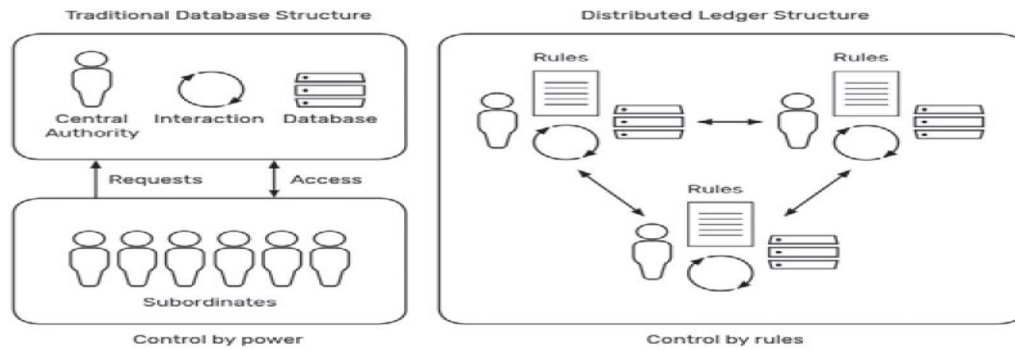 Traditional Database Structure
Central Authority
Interaction
Database
Requests
Access
Subordinates
Control by power
Distributed Ledger Structure
Rules
Rules
Rules
Control by rules